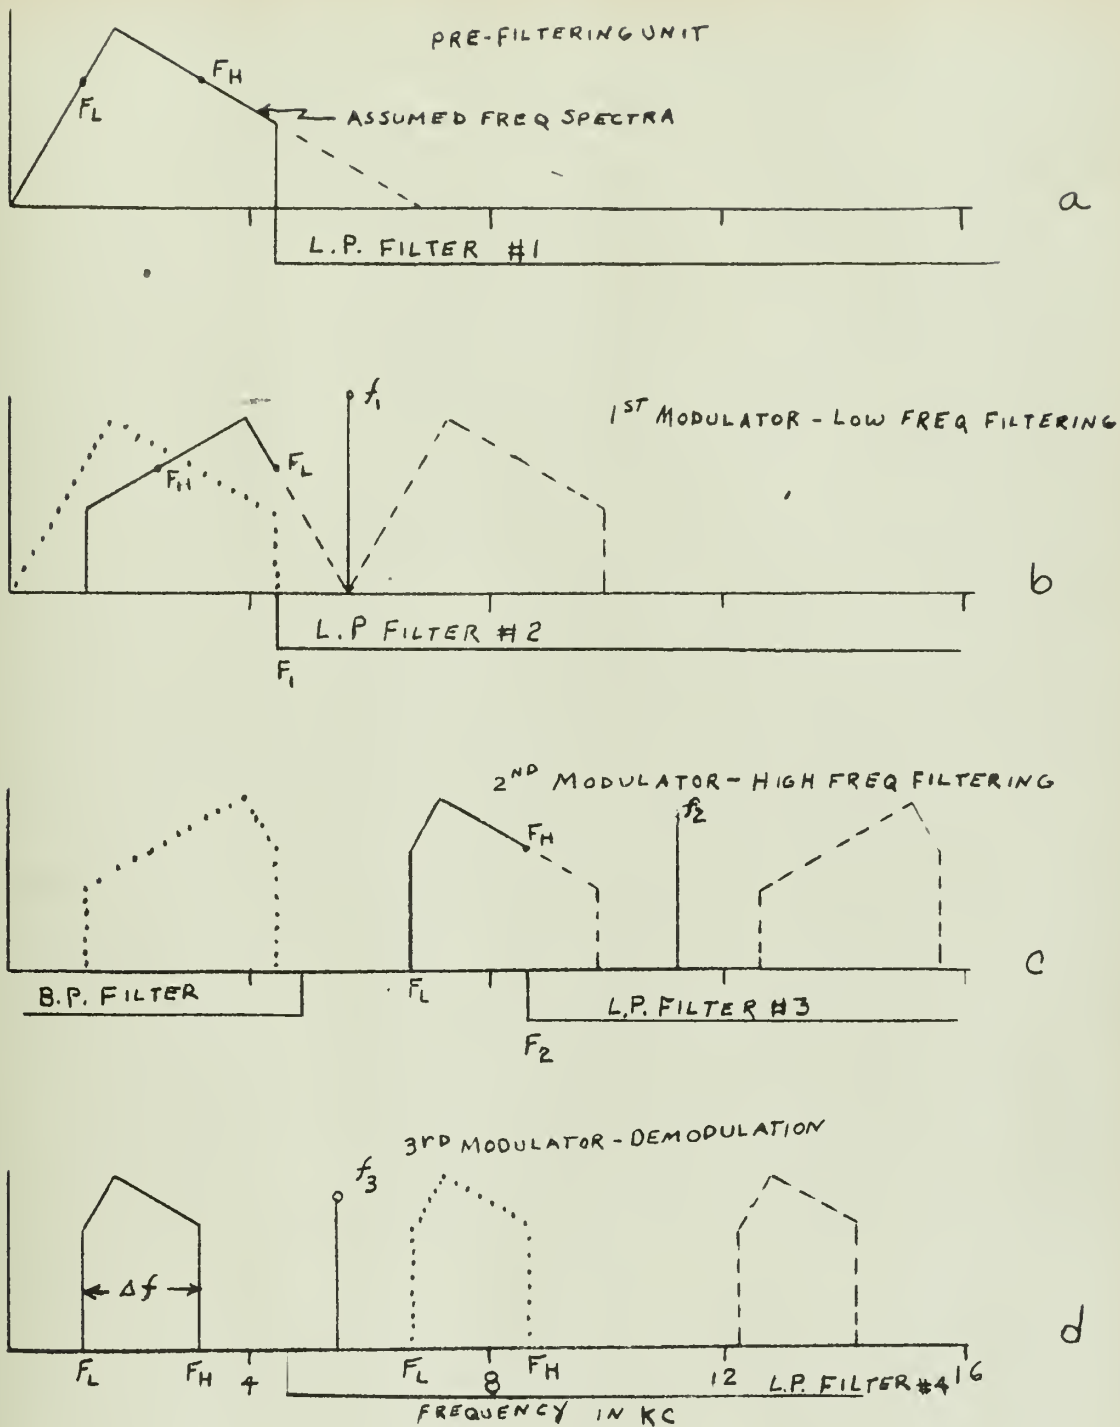 PRE-FILTERING UNIT
F_H
F_L
ASSUMED FREQ SPECTRA
a
L.P. FILTER #1
f_1
1ST MODULATOR - LOW FREQ FILTERING
F_H
F_L
b
L.P FILTER #2
F_1
2ND MODULATOR - HIGH FREQ FILTERING
f_2
F_H
c
B.P. FILTER
F_L
L.P. FILTER #3
F_2
3RD MODULATOR - DEMODULATION
f_3
Δf
d
F_L F_H 4 F_L 8 F_H 12 L.P. FILTER #4 16
FREQUENCY IN KC